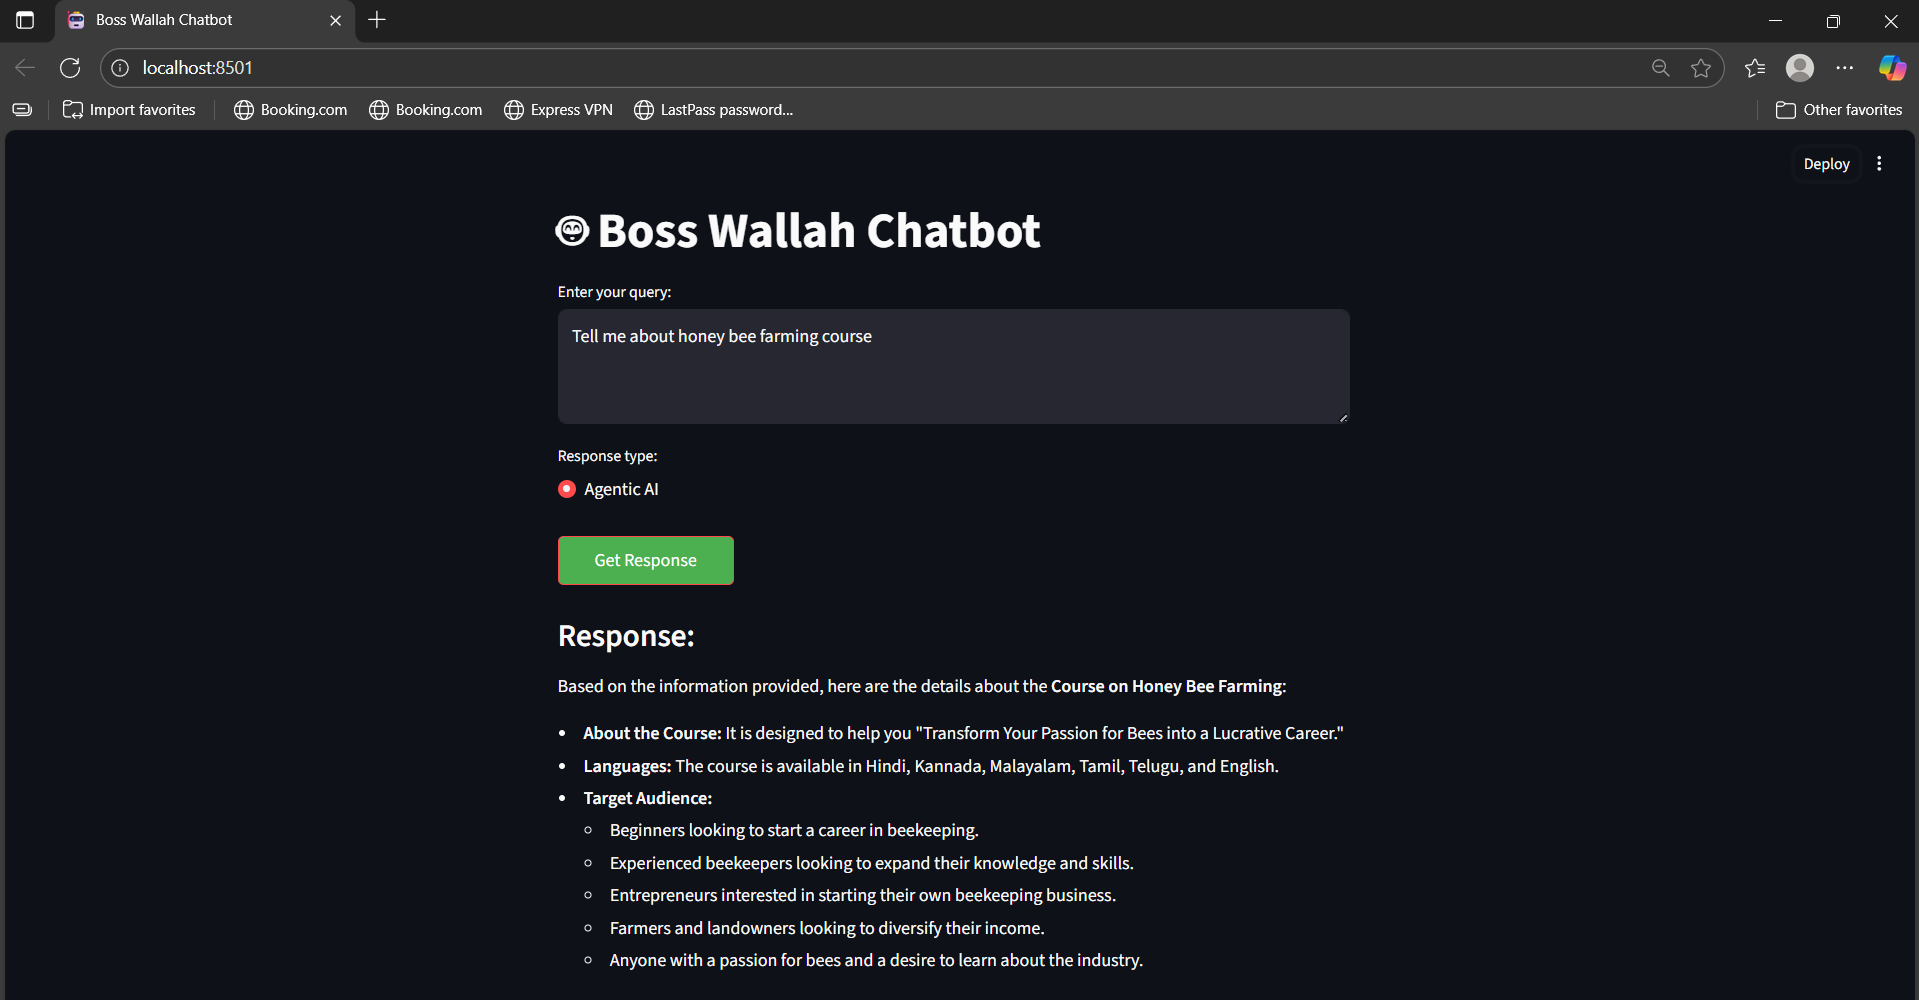 Boss Wallah Chatbot
localhost:8501
Import favorites
Booking.com
Booking.com
Express VPN
LastPass password...
Other favorites
Deploy
Boss Wallah Chatbot
Enter your query:
Tell me about honey bee farming course
Response type:
Agentic AI
Get Response
Response:
Based on the information provided, here are the details about the Course on Honey Bee Farming:
• About the Course: It is designed to help you "Transform Your Passion for Bees into a Lucrative Career."
• Languages: The course is available in Hindi, Kannada, Malayalam, Tamil, Telugu, and English.
• Target Audience:
◦ Beginners looking to start a career in beekeeping.
◦ Experienced beekeepers looking to expand their knowledge and skills.
◦ Entrepreneurs interested in starting their own beekeeping business.
◦ Farmers and landowners looking to diversify their income.
◦ Anyone with a passion for bees and a desire to learn about the industry.